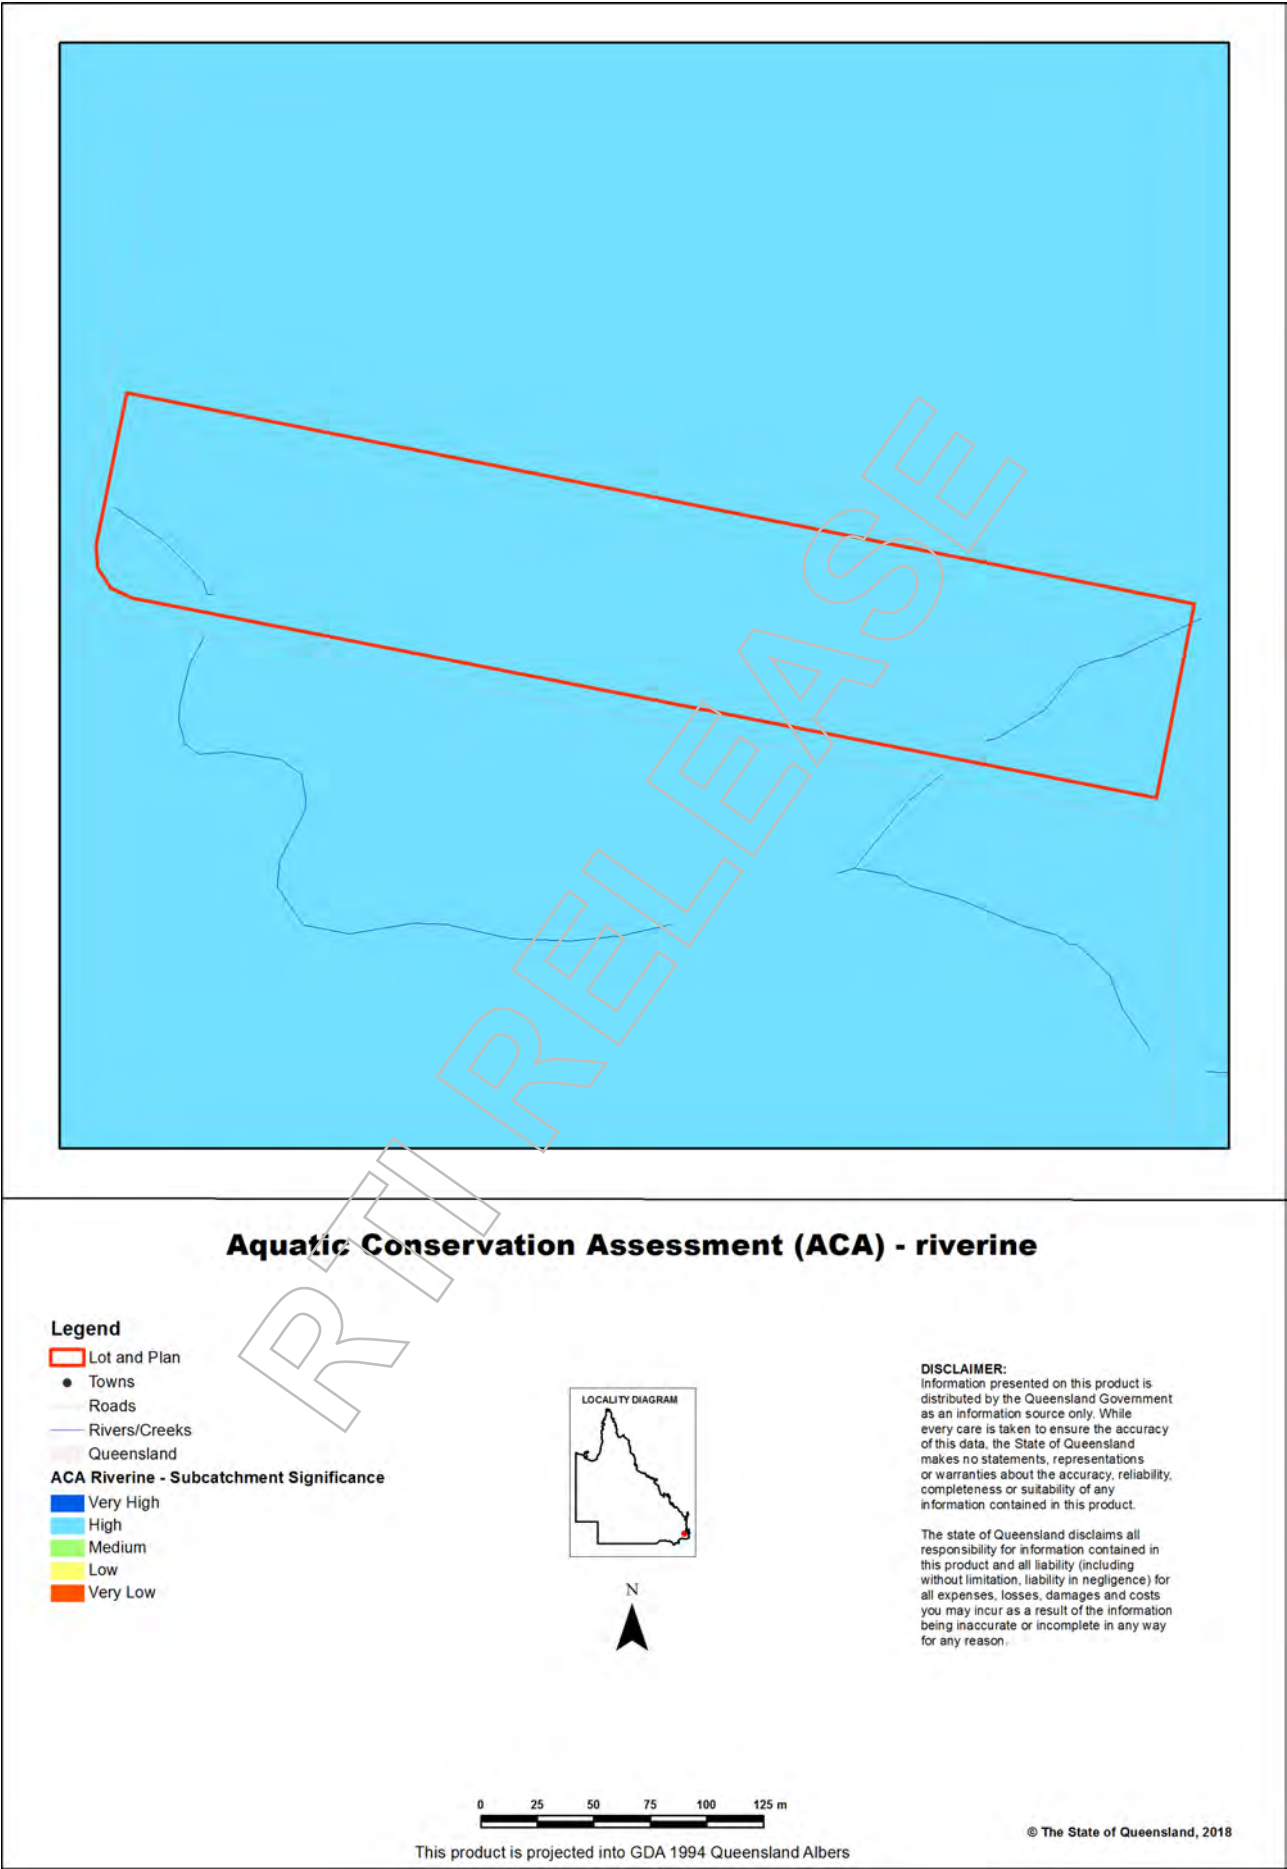 RTI RELEASE
Aquatic Conservation Assessment (ACA) - riverine
Legend
Lot and Plan
Towns
Roads
Rivers/Creeks
Queensland
ACA Riverine - Subcatchment Significance
Very High
High
Medium
Low
Very Low
LOCALITY DIAGRAM
N
DISCLAIMER:
Information presented on this product is
distributed by the Queensland Government
as an information source only. While
every care is taken to ensure the accuracy
of this data, the State of Queensland
makes no statements, representations
or warranties about the accuracy, reliability,
completeness or suitability of any
information contained in this product.
The state of Queensland disclaims all
responsibility for information contained in
this product and all liability (including
without limitation, liability in negligence) for
all expenses, losses, damages and costs
you may incur as a result of the information
being inaccurate or incomplete in any way
for any reason.
0 25 50 75 100 125 m
This product is projected into GDA 1994 Queensland Albers
© The State of Queensland, 2018